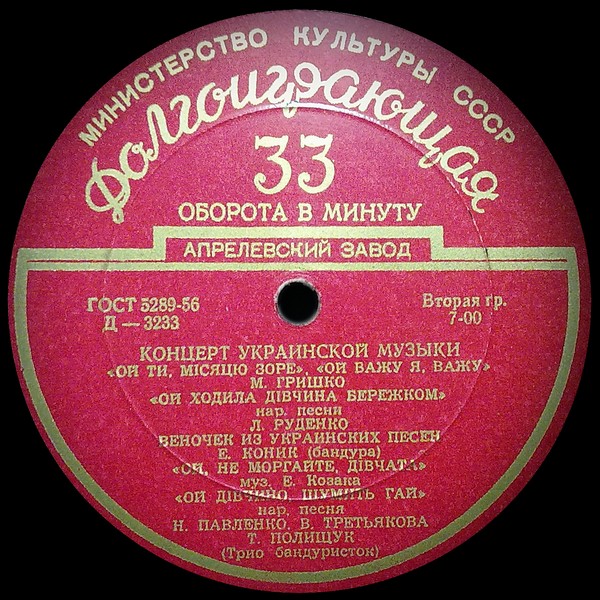 МИНИСТЕРСТВО КУЛЬТУРЫ СССР
Долгоиграющая
33
ОБОРОТА В МИНУТУ
АПРЕЛЕВСКИЙ ЗАВОД
ГОСТ 5289-56
Д — 3233
Вторая гр.
7-00
КОНЦЕРТ УКРАИНСКОЙ МУЗЫКИ
«ОЙ ТИ, МІСЯЦЮ ЗОРЕ», «ОЙ ВАЖУ Я, ВАЖУ»
М. ГРИШКО
«ОЙ ХОДИЛА ДІВЧИНА БЕРЕЖКОМ»
нар. песни
Л. РУДЕНКО
ВЕНОЧЕК ИЗ УКРАИНСКИХ ПЕСЕН
Е. КОНИК (бандура)
«ОЙ, НЕ МОРГАЙТЕ, ДІВЧАТА»
муз. Е. Козака
«ОЙ ДІВЧИНО, ШУМИТЬ ГАЙ»
нар. песня
Н. ПАВЛЕНКО, В. ТРЕТЬЯКОВА
Т. ПОЛИЩУК
(Трио бандуристок)